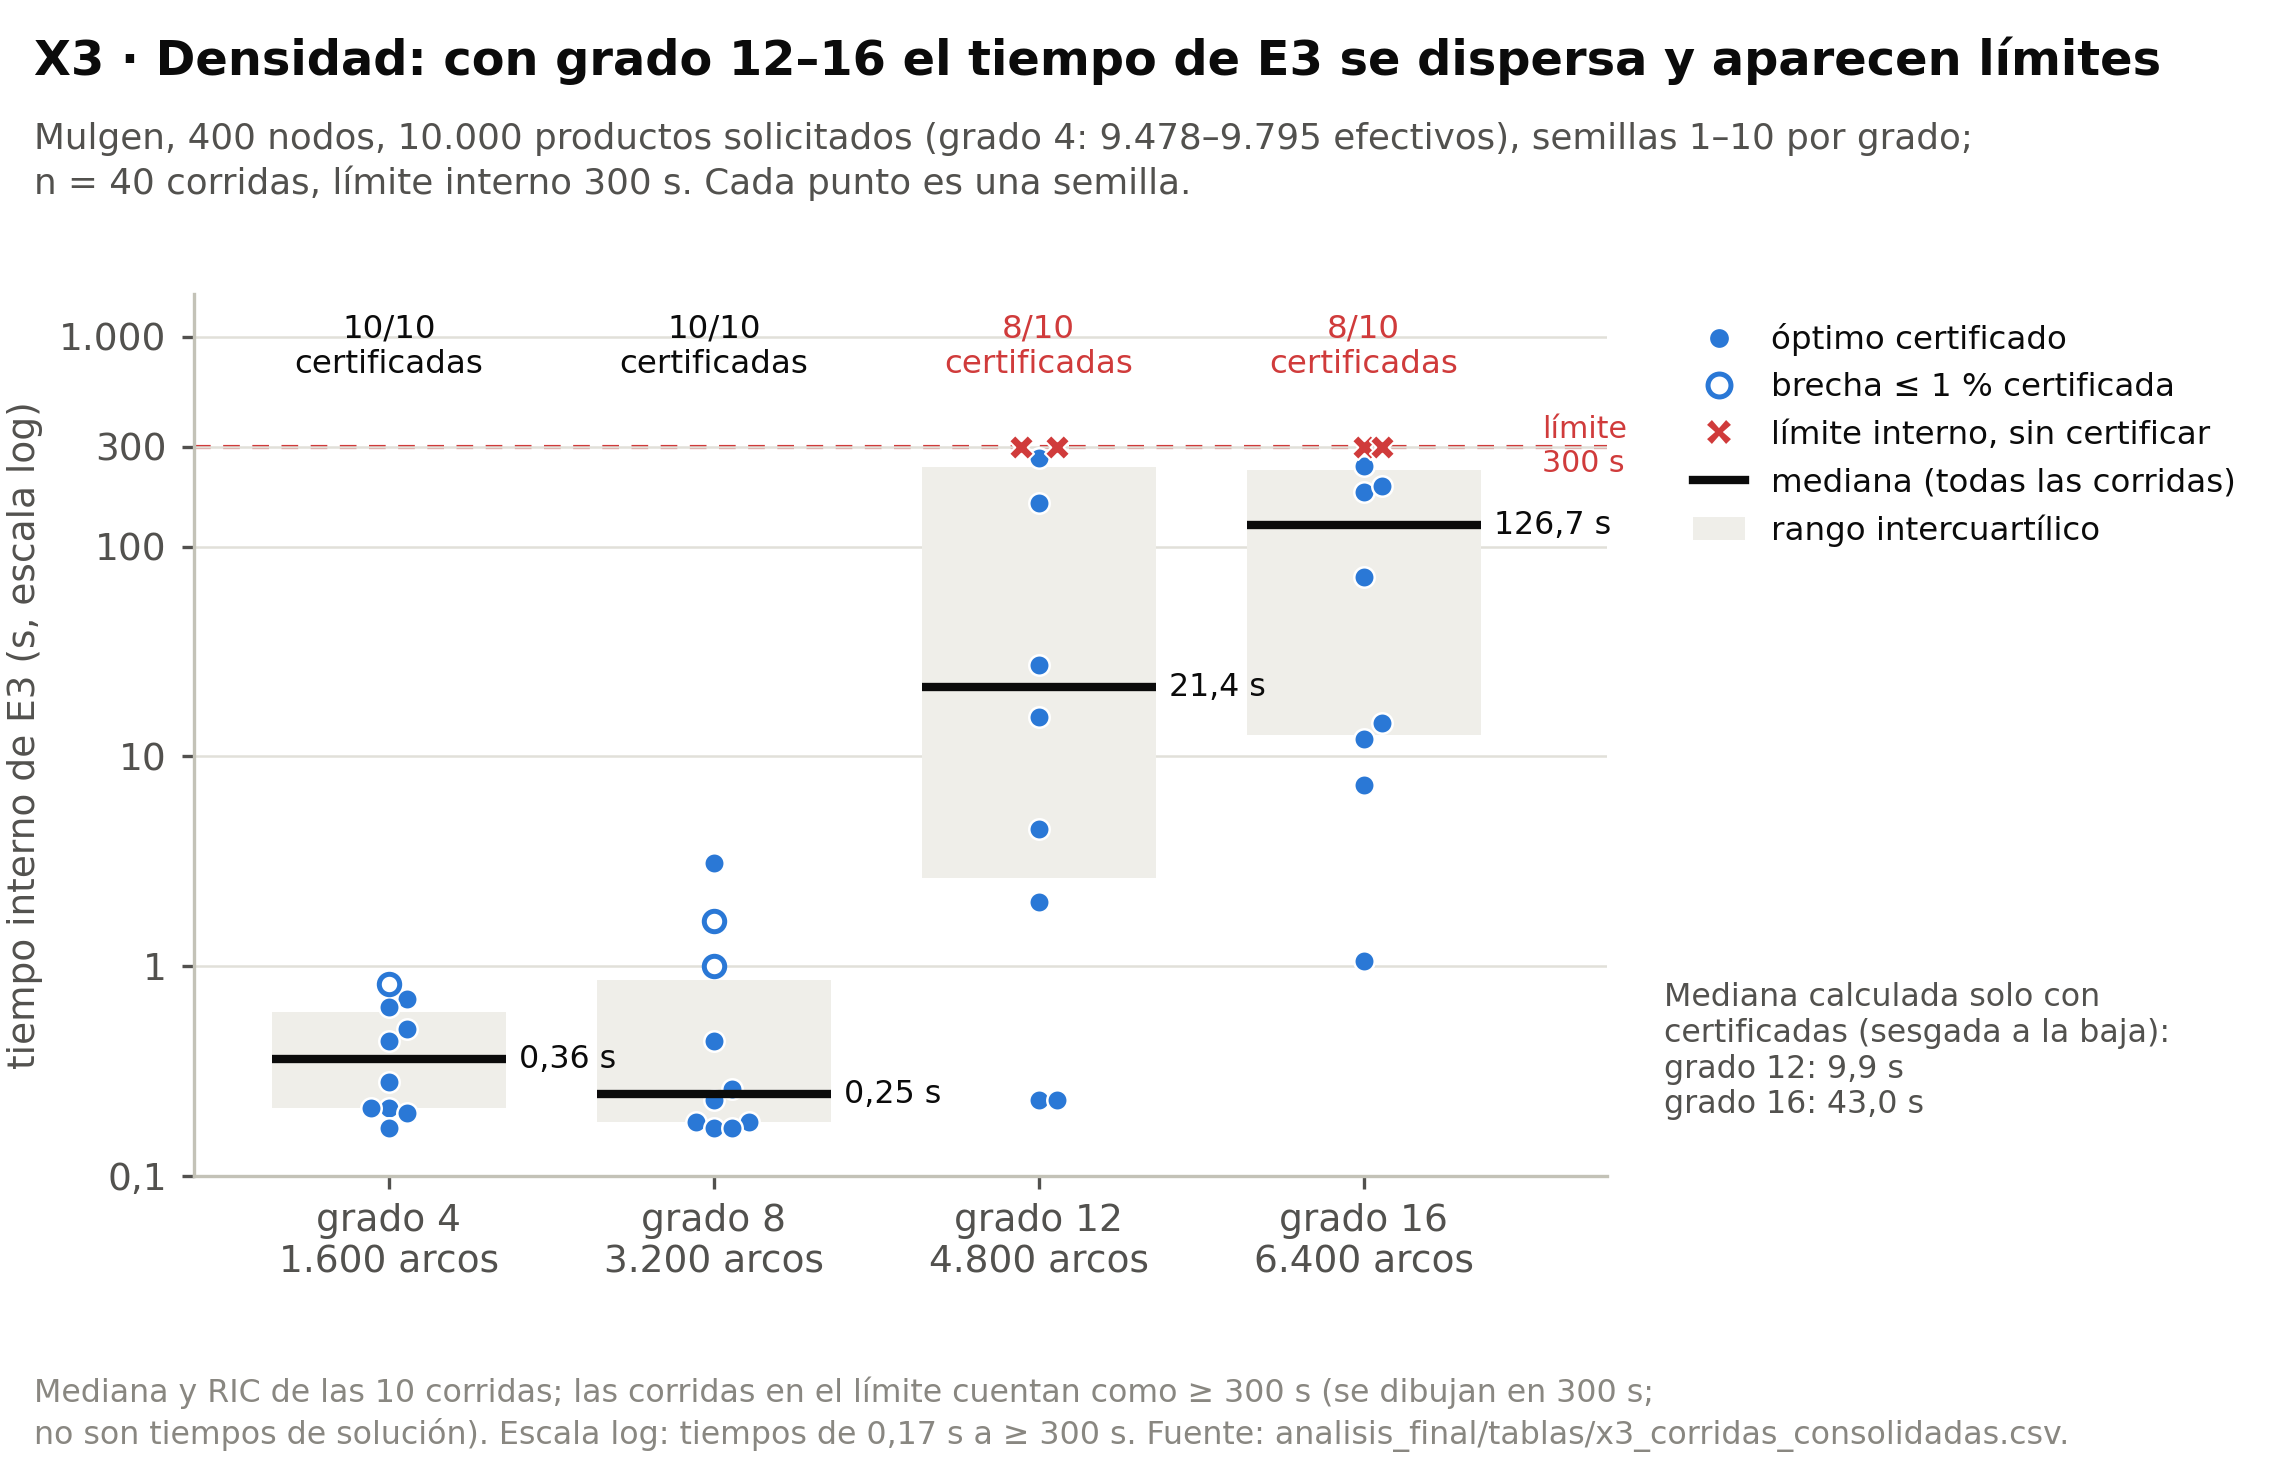 X3 · Densidad: con grado 12–16 el tiempo de E3 se dispersa y aparecen límites
Mulgen, 400 nodos, 10.000 productos solicitados (grado 4: 9.478–9.795 efectivos), semillas 1–10 por grado;
n = 40 corridas, límite interno 300 s. Cada punto es una semilla.
tiempo interno de E3 (s, escala log)
1.000
300
100
10
1
0,1
10/10
certificadas
10/10
certificadas
8/10
certificadas
8/10
certificadas
límite
300 s
0,36 s
0,25 s
21,4 s
126,7 s
grado 4
1.600 arcos
grado 8
3.200 arcos
grado 12
4.800 arcos
grado 16
6.400 arcos
óptimo certificado
brecha ≤ 1 % certificada
límite interno, sin certificar
mediana (todas las corridas)
rango intercuartílico
Mediana calculada solo con
certificadas (sesgada a la baja):
grado 12: 9,9 s
grado 16: 43,0 s
Mediana y RIC de las 10 corridas; las corridas en el límite cuentan como ≥ 300 s (se dibujan en 300 s;
no son tiempos de solución). Escala log: tiempos de 0,17 s a ≥ 300 s. Fuente: analisis_final/tablas/x3_corridas_consolidadas.csv.